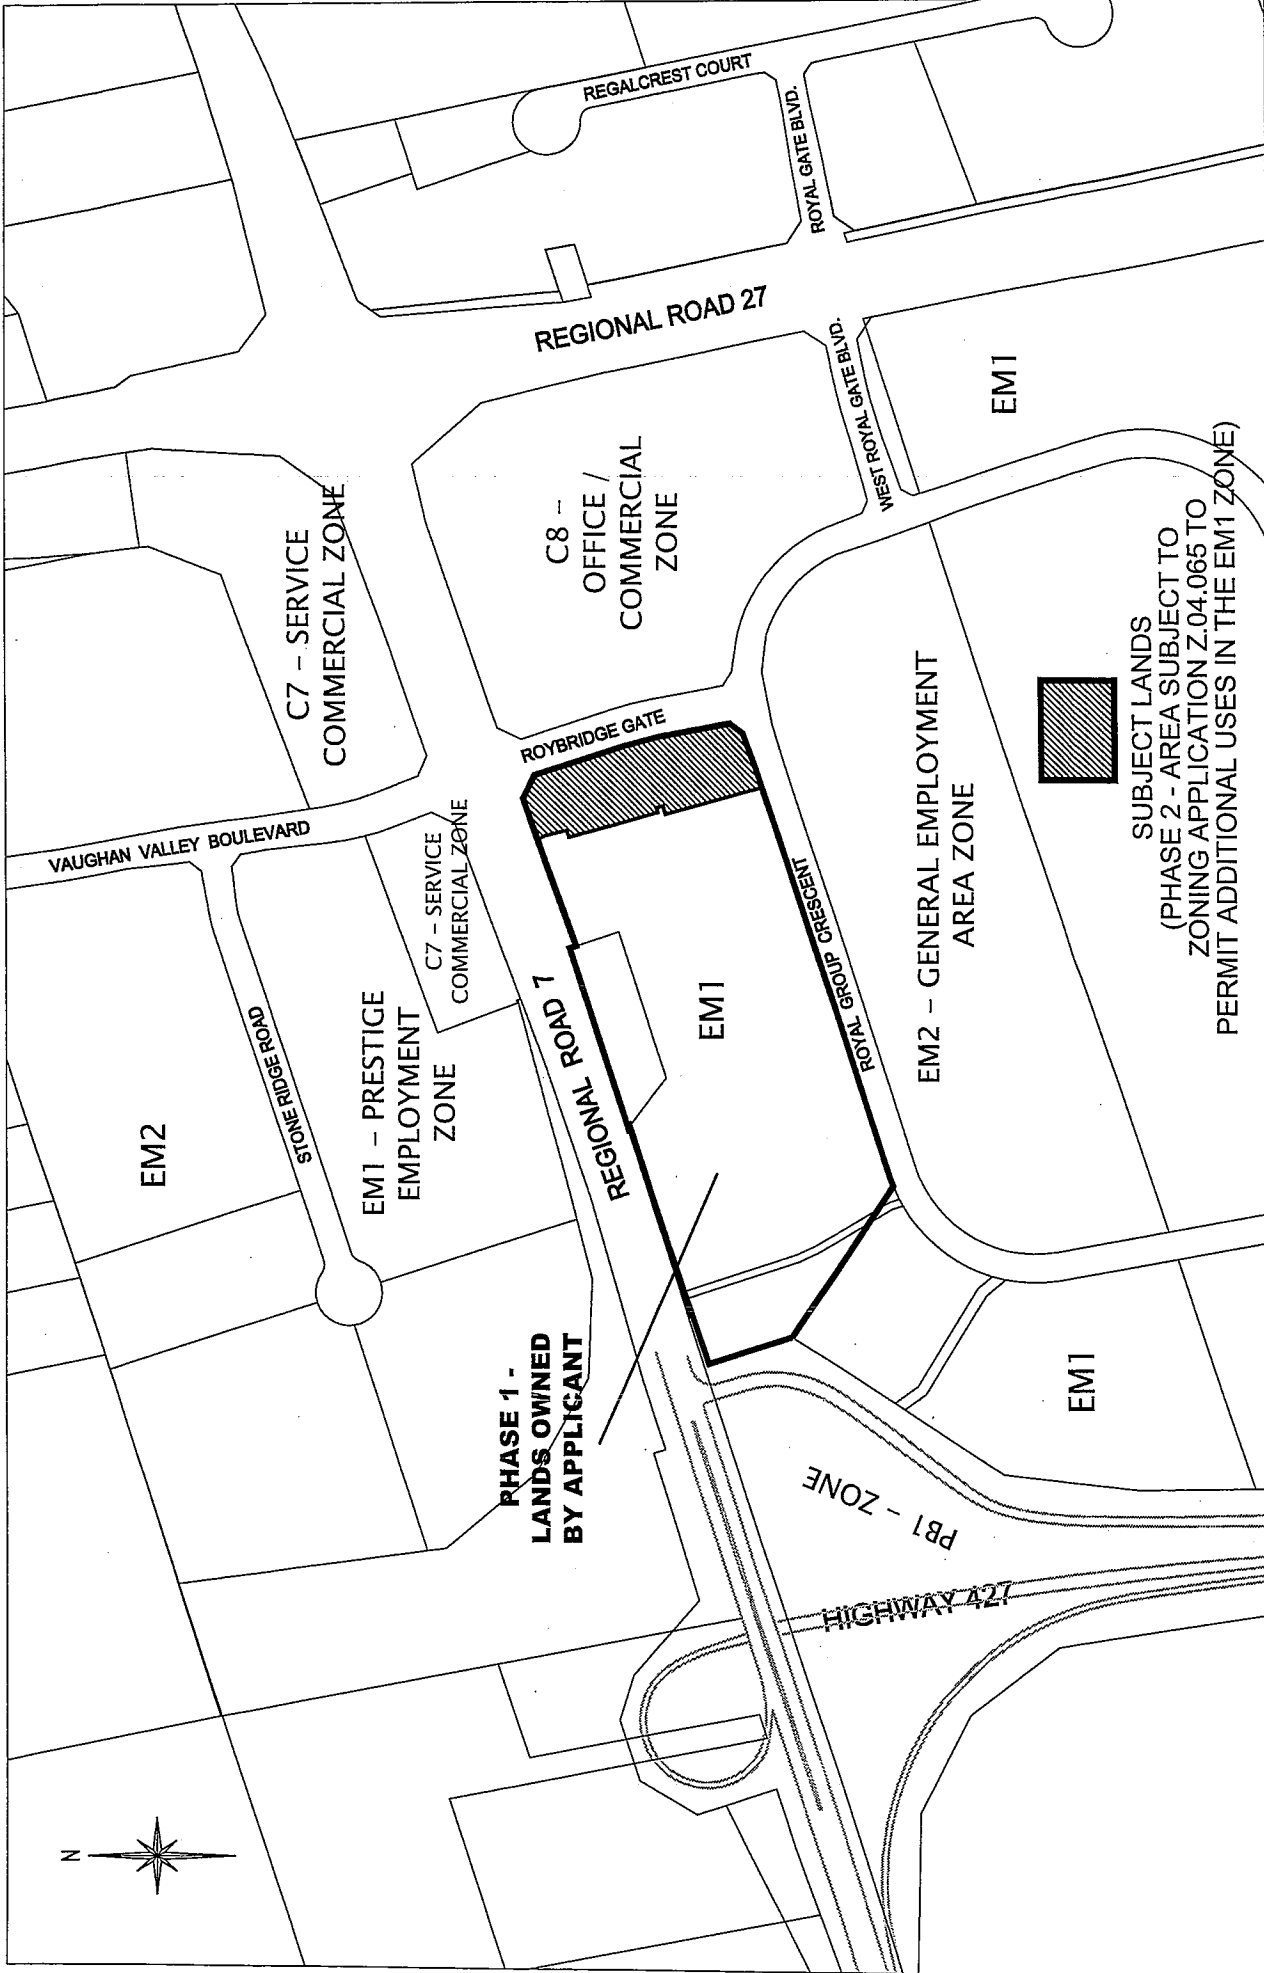 N
VAUGHAN VALLEY BOULEVARD
STONE RIDGE ROAD
EM2
EM1 – PRESTIGE
EMPLOYMENT
ZONE
C7 – SERVICE
COMMERCIAL ZONE
C7 – SERVICE
COMMERCIAL ZONE
REGIONAL ROAD 7
REGALCREST COURT
ROYAL GATE BLVD.
REGIONAL ROAD 27
C8 –
OFFICE /
COMMERCIAL
ZONE
WEST ROYAL GATE BLVD.
EM1
ROYBRIDGE GATE
PHASE 1 -
LANDS OWNED
BY APPLICANT
EM1
ROYAL GROUP CRESCENT
EM2 – GENERAL EMPLOYMENT
AREA ZONE
HIGHWAY 427
PB1 – ZONE
EM1
SUBJECT LANDS
(PHASE 2 - AREA SUBJECT TO
ZONING APPLICATION Z.04.065 TO
PERMIT ADDITIONAL USES IN THE EM1 ZONE)